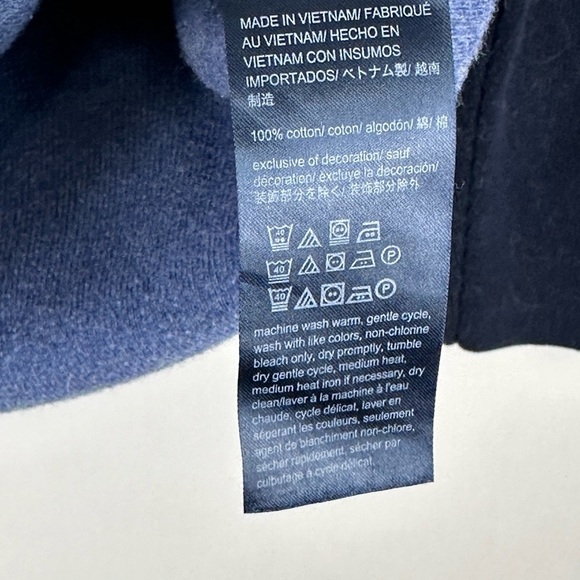 MADE IN VIETNAM/ FABRIQUÉ
AU VIETNAM/ HECHO EN
VIETNAM CON INSUMOS
IMPORTADOS/ ベトナム製/ 越南
制造
100% cotton/ coton/ algodón/ 綿/ 棉
exclusive of decoration/ sauf
décoration/ excluye la decoración/
装飾部分を除く/ 装饰部分除外
40
40 P
40 P
machine wash warm, gentle cycle,
wash with like colors, non-chlorine
bleach only, dry promptly, tumble
dry gentle cycle, medium heat,
medium heat iron if necessary, dry
clean/laver à la machine à l'eau
chaude, cycle délicat, laver en
séparant les couleurs, seulement
agent de blanchiment non-chlore,
sécher rapidement, séchage par
culbutage à cycle délicat,